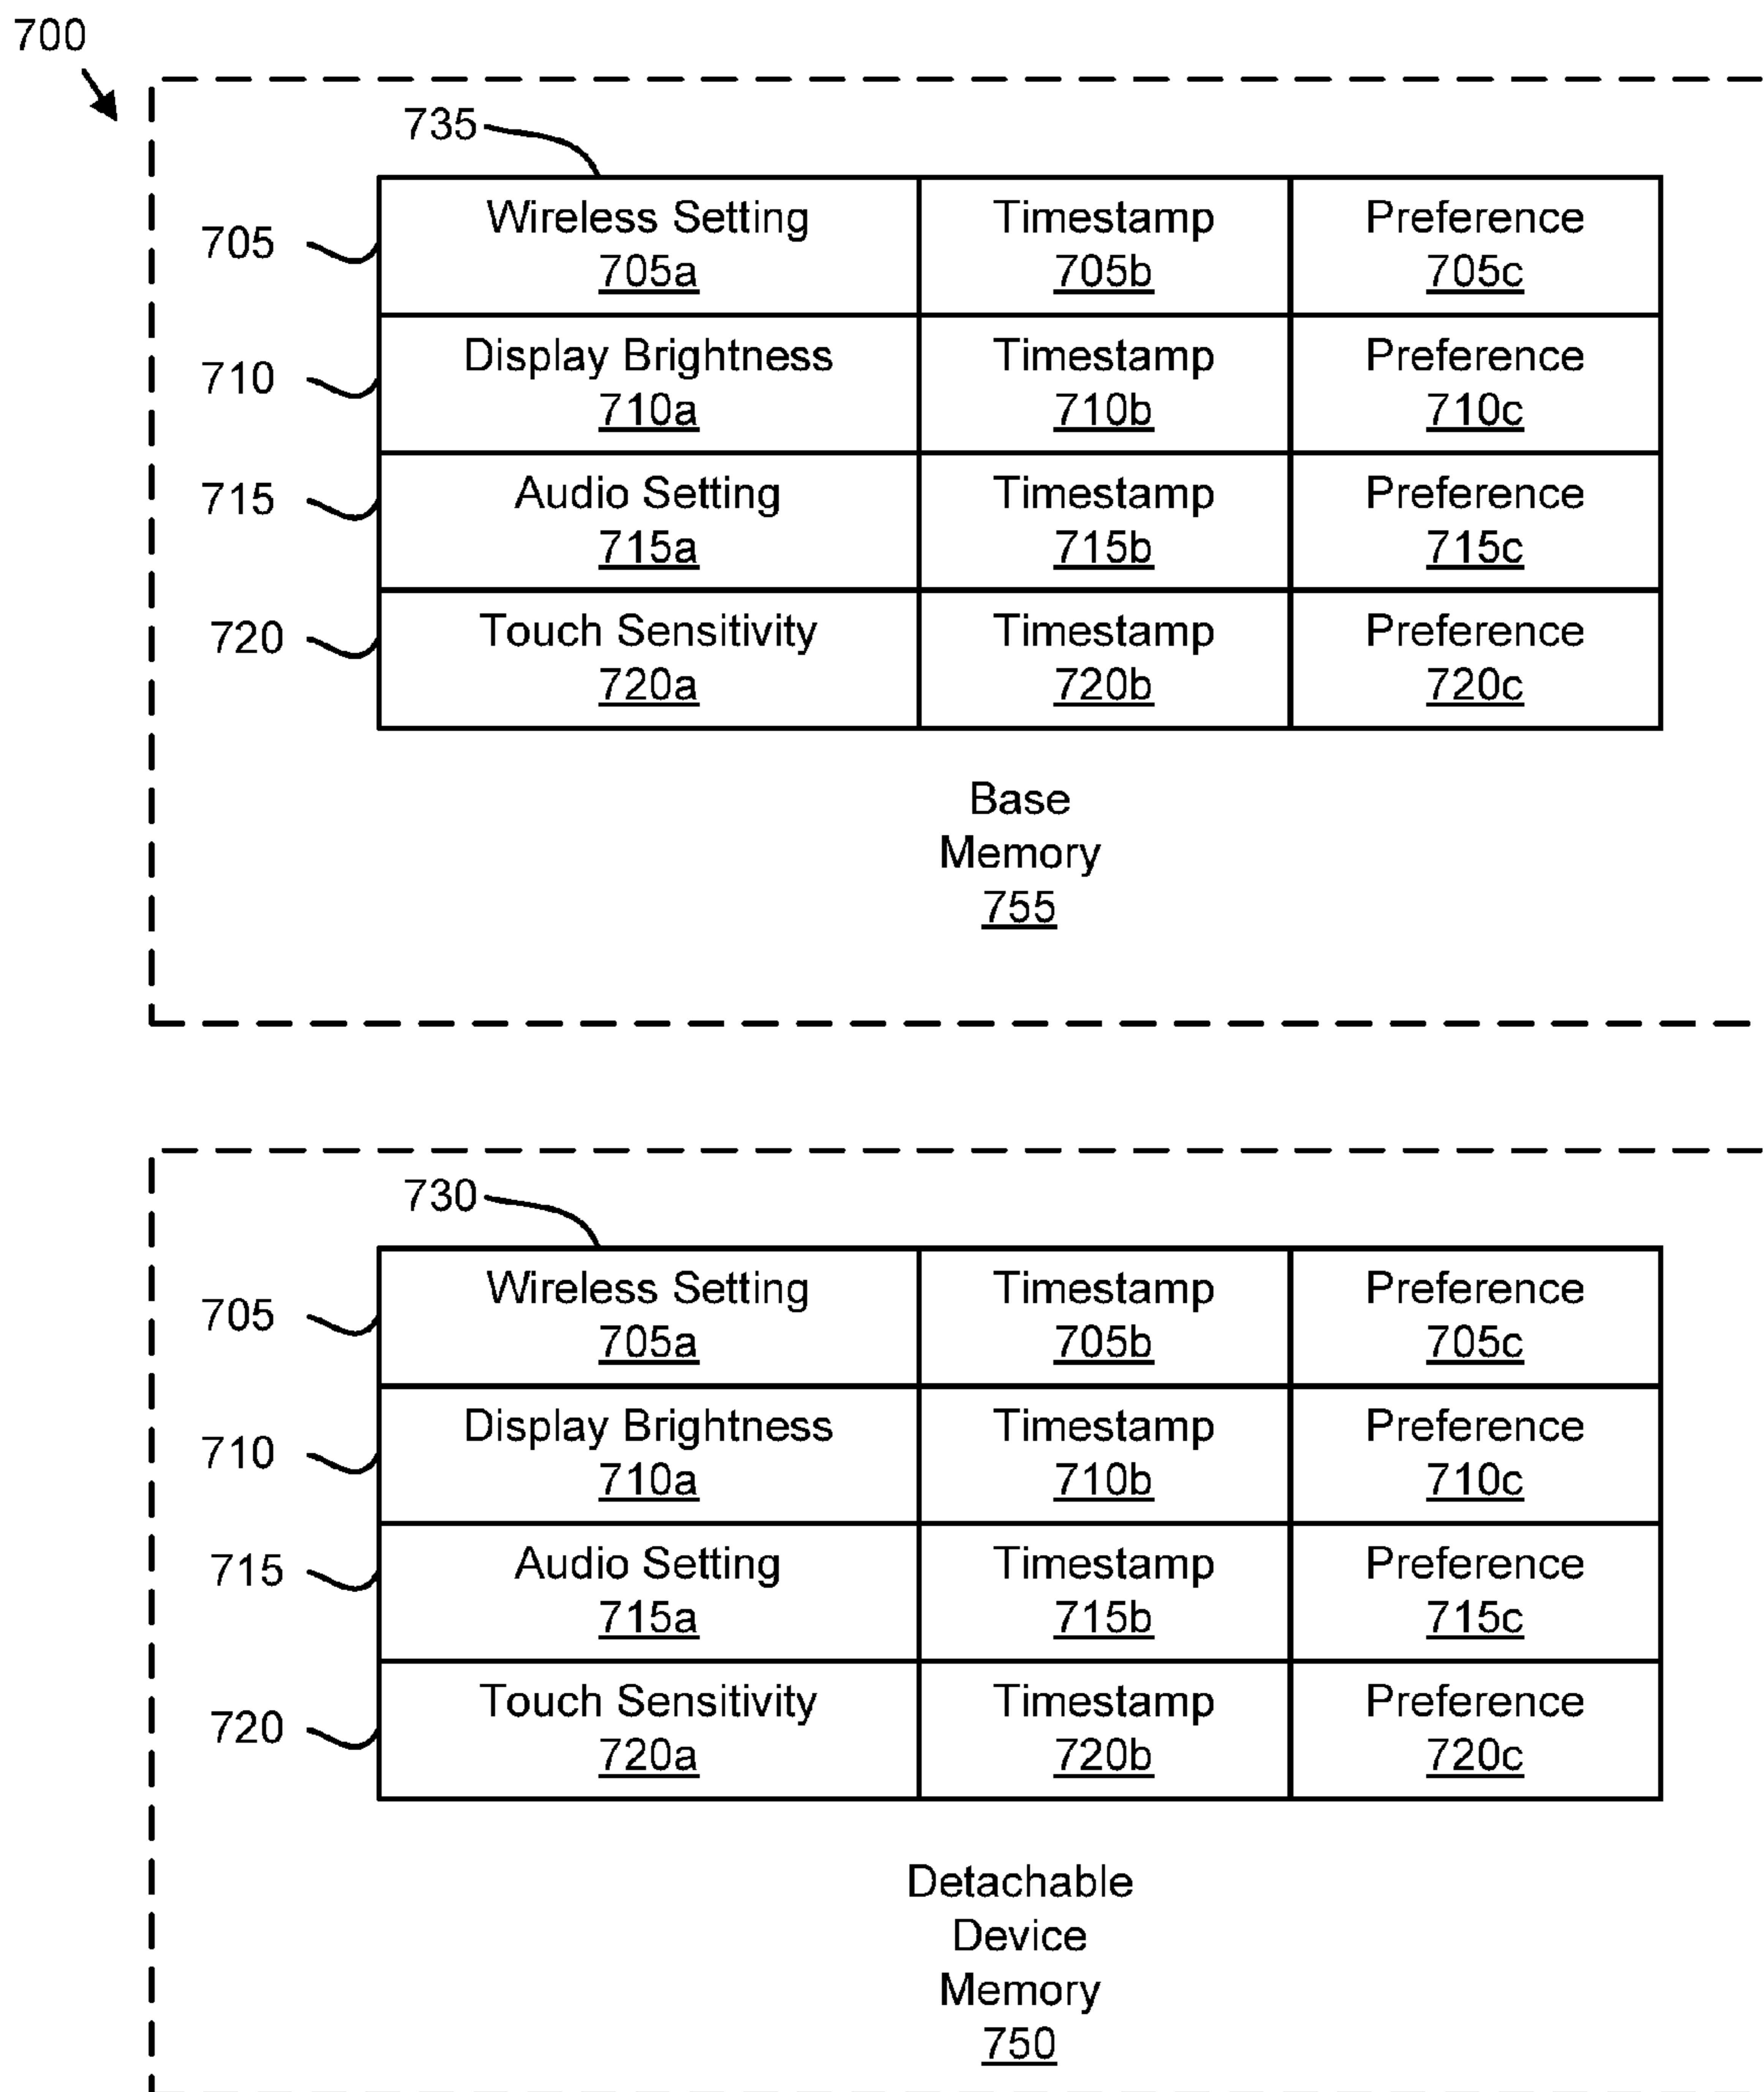 700
735
705
Wireless Setting
705a
Timestamp
705b
Preference
705c
710
Display Brightness
710a
Timestamp
710b
Preference
710c
715
Audio Setting
715a
Timestamp
715b
Preference
715c
720
Touch Sensitivity
720a
Timestamp
720b
Preference
720c
Base
Memory
755
730
705
Wireless Setting
705a
Timestamp
705b
Preference
705c
710
Display Brightness
710a
Timestamp
710b
Preference
710c
715
Audio Setting
715a
Timestamp
715b
Preference
715c
720
Touch Sensitivity
720a
Timestamp
720b
Preference
720c
Detachable
Device
Memory
750